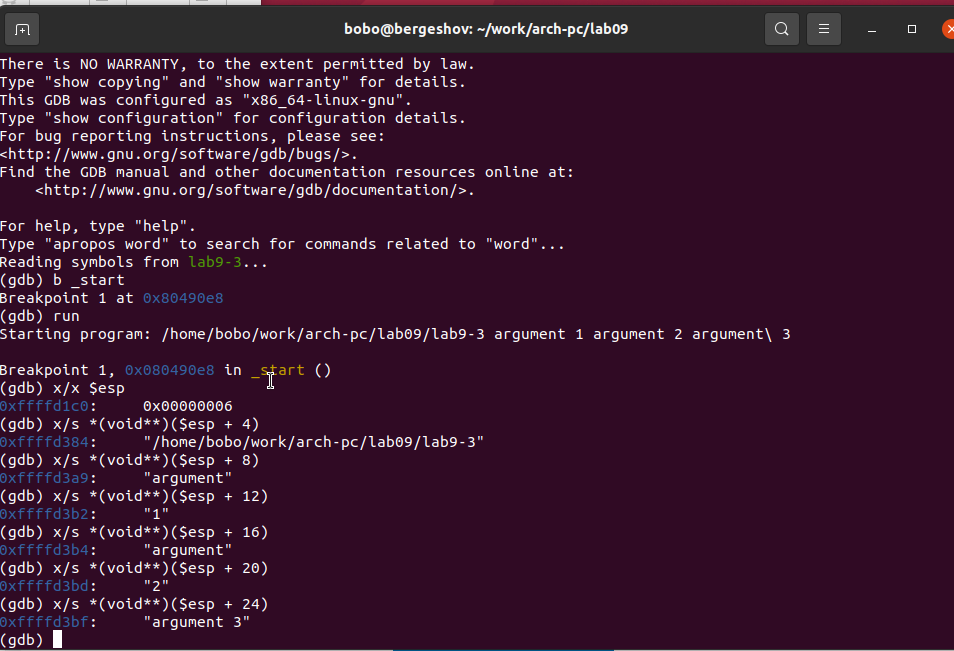 bobo@bergeshov: ~/work/arch-pc/lab09
There is NO WARRANTY, to the extent permitted by law.
Type "show copying" and "show warranty" for details.
This GDB was configured as "x86_64-linux-gnu".
Type "show configuration" for configuration details.
For bug reporting instructions, please see:
<http://www.gnu.org/software/gdb/bugs/>.
Find the GDB manual and other documentation resources online at:
    <http://www.gnu.org/software/gdb/documentation/>.
For help, type "help".
Type "apropos word" to search for commands related to "word"...
Reading symbols from lab9-3...
(gdb) b _start
Breakpoint 1 at 0x80490e8
(gdb) run
Starting program: /home/bobo/work/arch-pc/lab09/lab9-3 argument 1 argument 2 argument\ 3
Breakpoint 1, 0x080490e8 in _start ()
(gdb) x/x $esp
0xffffd1c0:     0x00000006
(gdb) x/s *(void**)($esp + 4)
0xffffd384:     "/home/bobo/work/arch-pc/lab09/lab9-3"
(gdb) x/s *(void**)($esp + 8)
0xffffd3a9:     "argument"
(gdb) x/s *(void**)($esp + 12)
0xffffd3b2:     "1"
(gdb) x/s *(void**)($esp + 16)
0xffffd3b4:     "argument"
(gdb) x/s *(void**)($esp + 20)
0xffffd3bd:     "2"
(gdb) x/s *(void**)($esp + 24)
0xffffd3bf:     "argument 3"
(gdb)